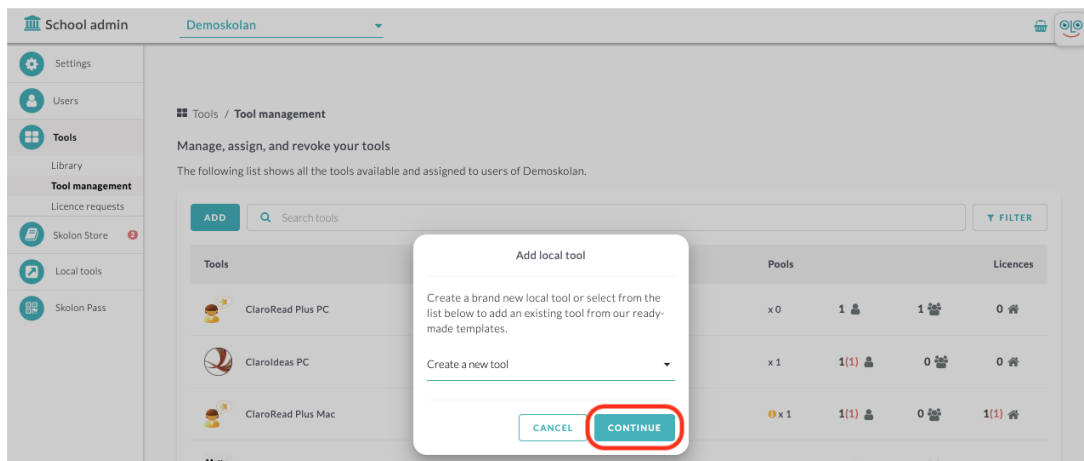 School admin
Demoskolan
Settings
Users
Tools
Library
Tool management
Licence requests
Skolon Store 2
Local tools
Skolon Pass
Tools / Tool management
Manage, assign, and revoke your tools
The following list shows all the tools available and assigned to users of Demoskolan.
ADD
Search tools
FILTER
Tools
Pools
Licences
ClaroRead Plus PC
x 0
1
1
0
ClaroIdeas PC
x 1
1(1)
0
0
ClaroRead Plus Mac
x 1
1(1)
0
1(1)
Add local tool
Create a brand new local tool or select from the
list below to add an existing tool from our ready-
made templates.
Create a new tool
CANCEL
CONTINUE